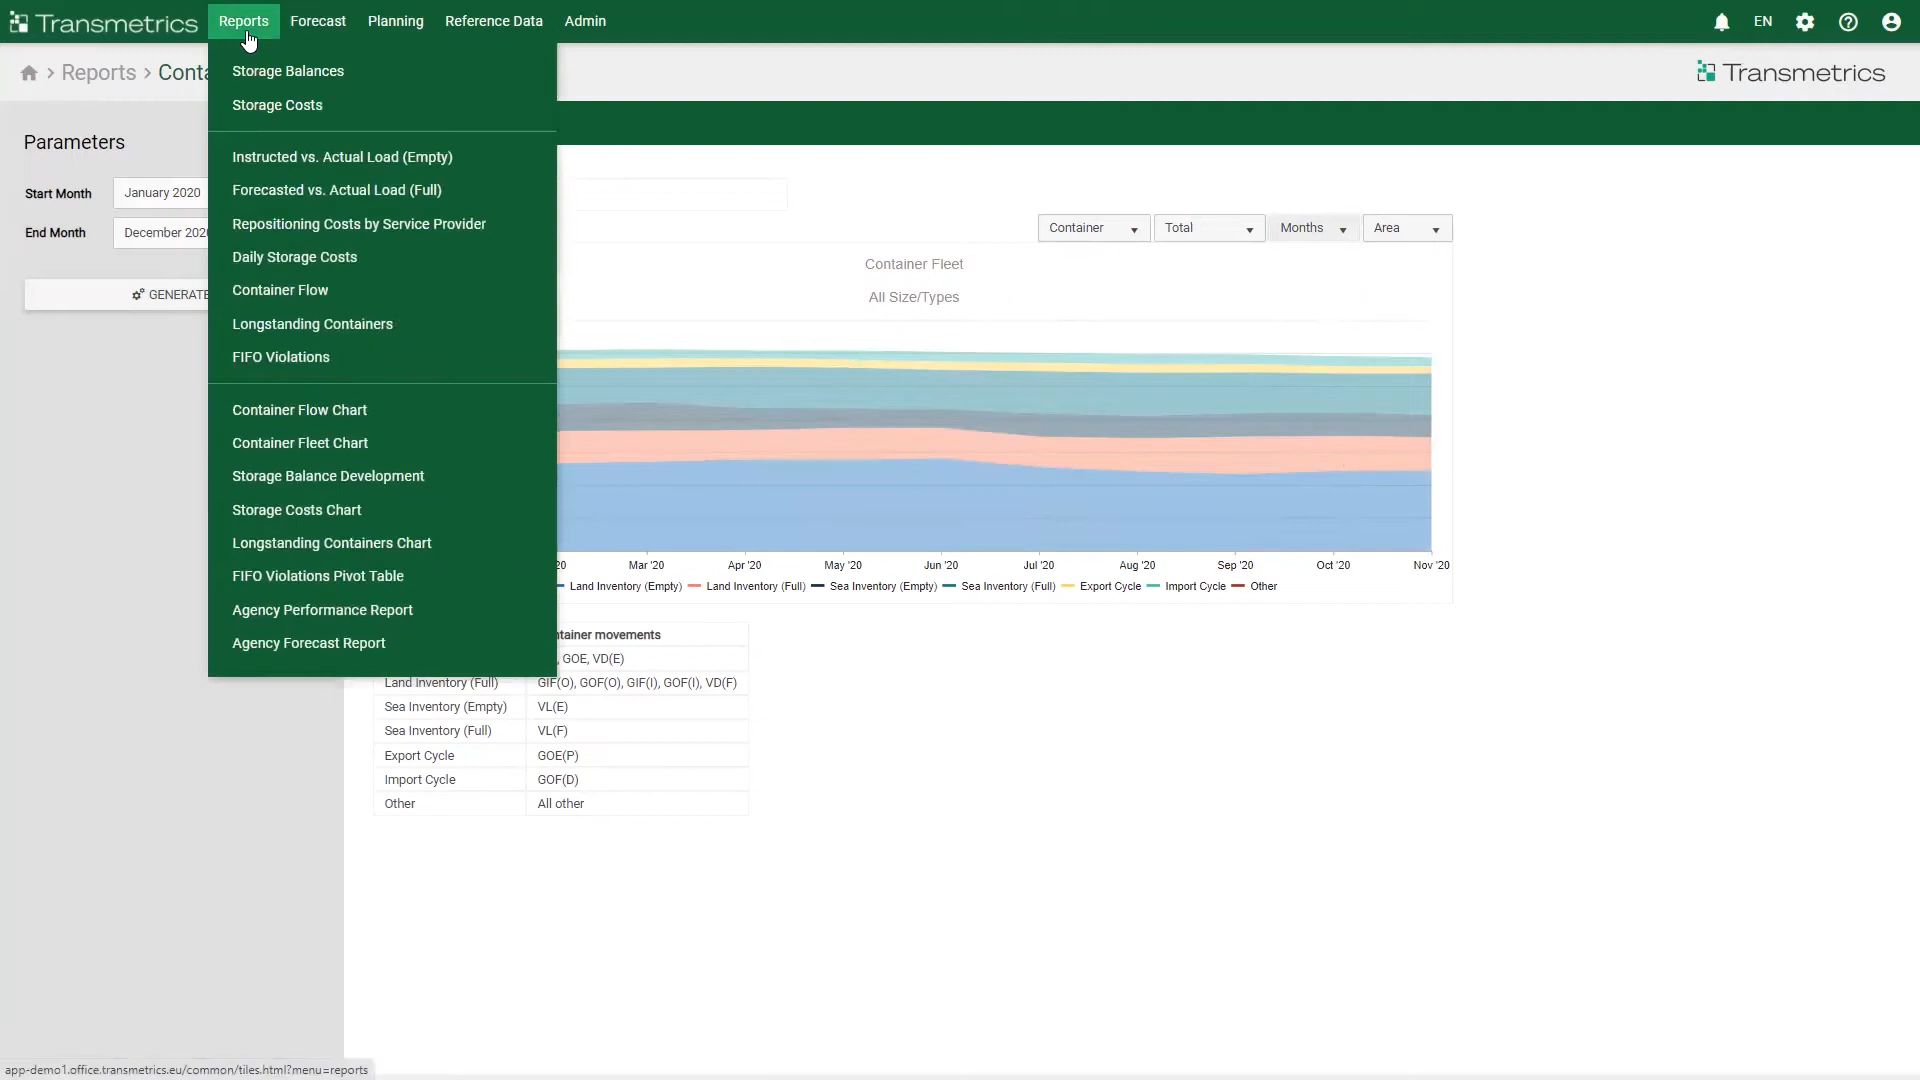 Transmetrics Reports Forecast Planning Reference Data Admin EN
Reports Conta
Transmetrics
Storage Balances
Storage Costs
Instructed vs. Actual Load (Empty)
Forecasted vs. Actual Load (Full)
Repositioning Costs by Service Provider
Daily Storage Costs
Container Flow
Longstanding Containers
FIFO Violations
Container Flow Chart
Container Fleet Chart
Storage Balance Development
Storage Costs Chart
Longstanding Containers Chart
FIFO Violations Pivot Table
Agency Performance Report
Agency Forecast Report
Parameters
Start Month January 2020
End Month December 202
GENERATE
Container Total Months Area
Container Fleet
All Size/Types
20 Mar '20 Apr '20 May '20 Jun '20 Jul '20 Aug '20 Sep '20 Oct '20 Nov '20
Land Inventory (Empty) Land Inventory (Full) Sea Inventory (Empty) Sea Inventory (Full) Export Cycle Import Cycle Other
tainer movements
, GOE, VD(E)
Land Inventory (Full) GIF(O), GOF(O), GIF(I), GOF(I), VD(F)
Sea Inventory (Empty) VL(E)
Sea Inventory (Full) VL(F)
Export Cycle GOE(P)
Import Cycle GOF(D)
Other All other
app-demo1.office.transmetrics.eu/common/tiles.html?menu=reports